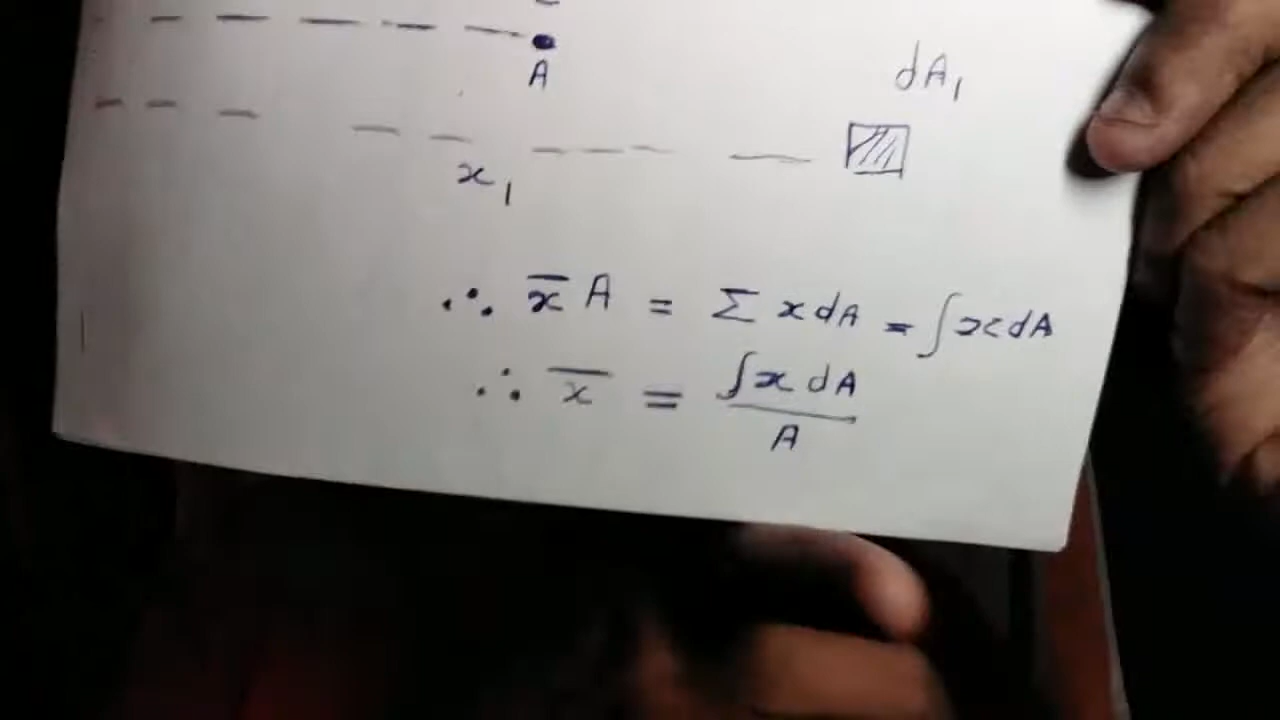 A
dA₁
x₁
∴ x̄ A = Σ x dA = ∫ x dA
∴ x̄ = ∫ x dA / A